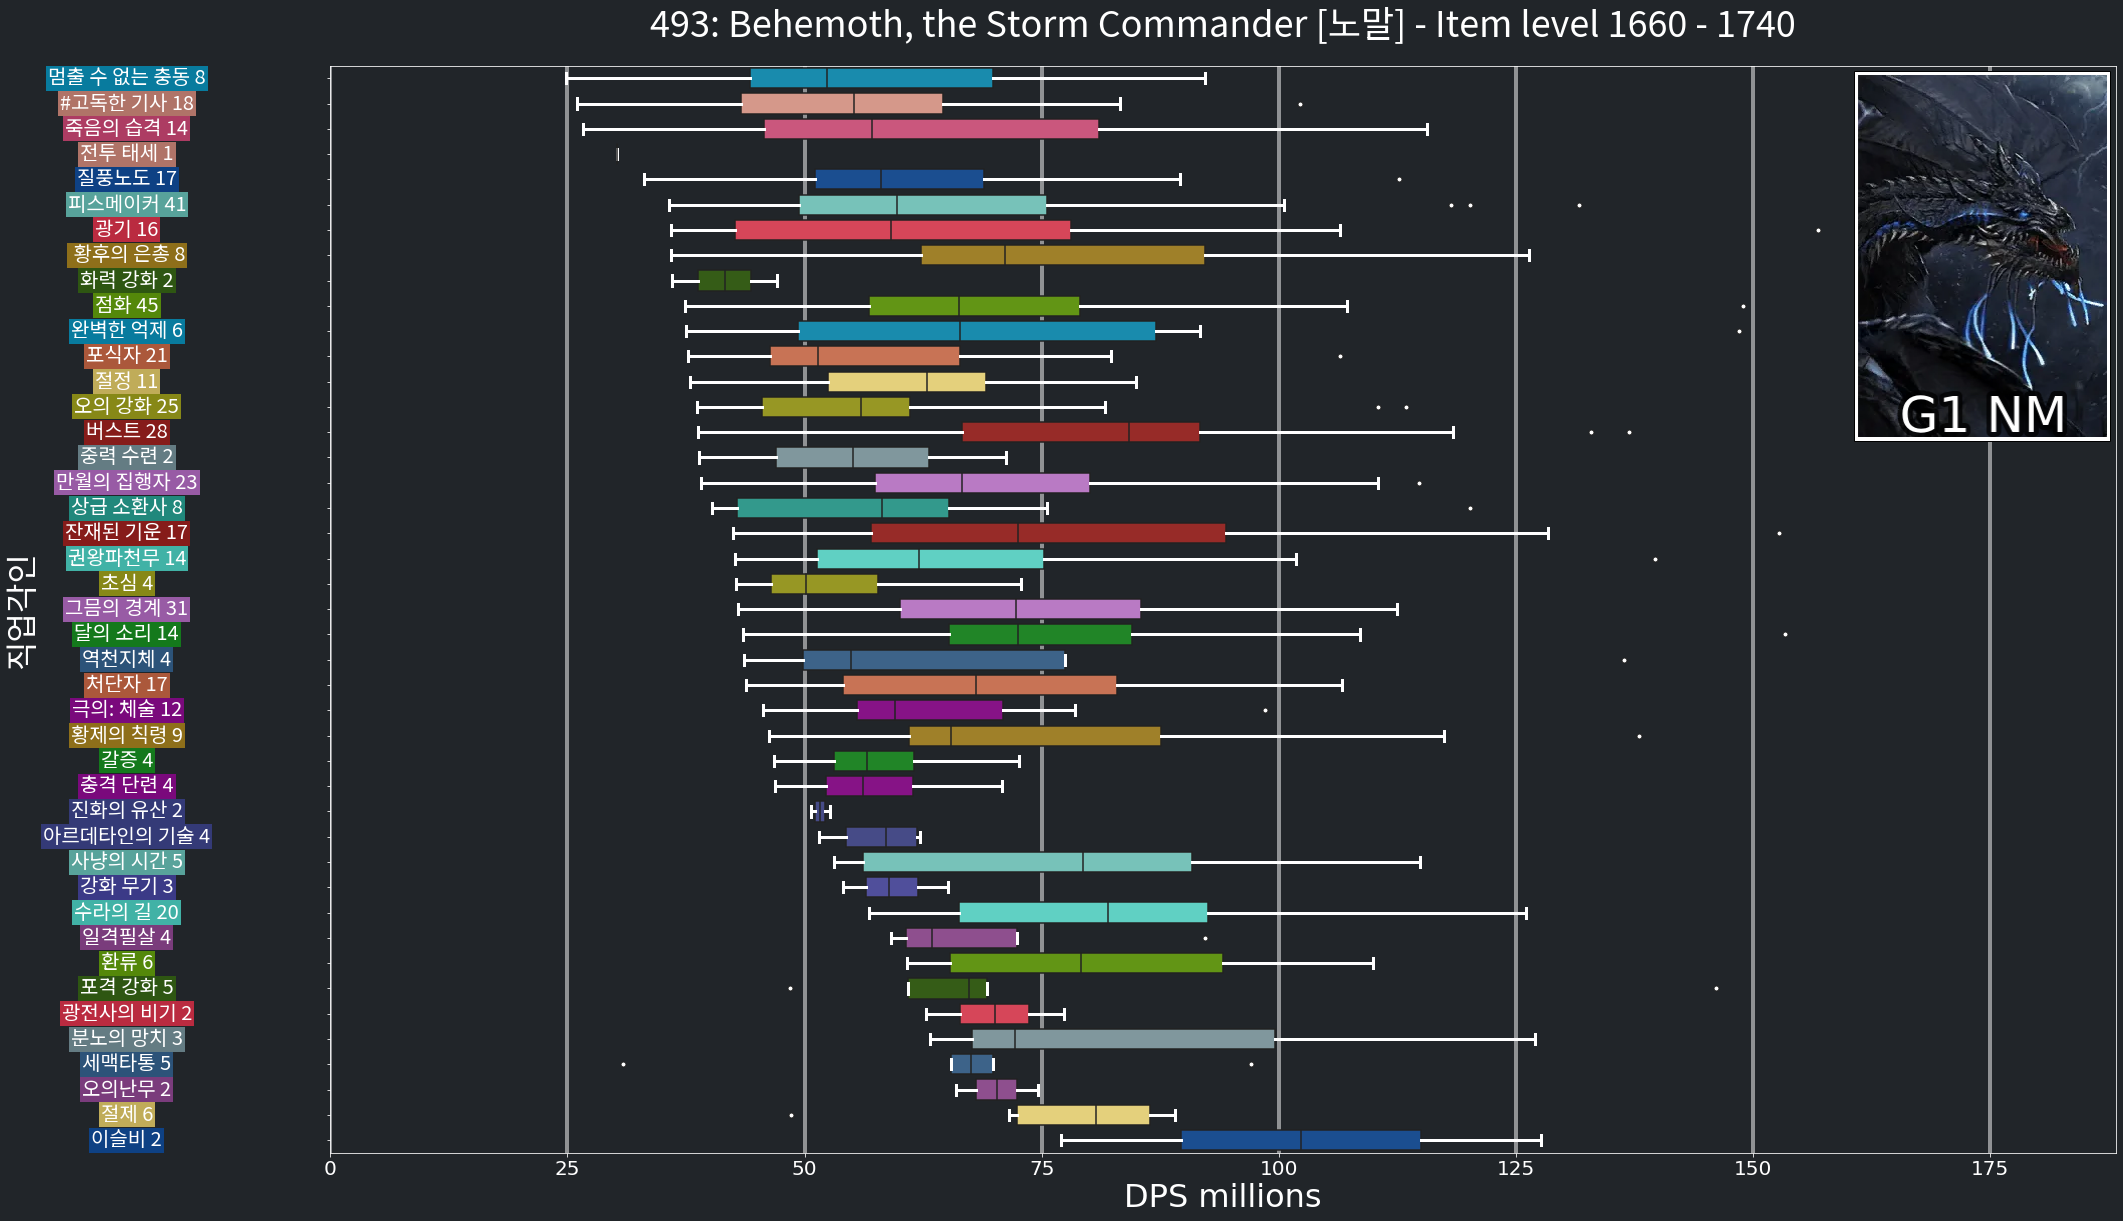 493: Behemoth, the Storm Commander [노말] - Item level 1660 - 1740
직업각인
멈출 수 없는 충동 8
#고독한 기사 18
죽음의 습격 14
전투 태세 1
질풍노도 17
피스메이커 41
광기 16
황후의 은총 8
화력 강화 2
점화 45
완벽한 억제 6
포식자 21
절정 11
오의 강화 25
버스트 28
중력 수련 2
만월의 집행자 23
상급 소환사 8
잔재된 기운 17
권왕파천무 14
초심 4
그믐의 경계 31
달의 소리 14
역천지체 4
처단자 17
극의: 체술 12
황제의 칙령 9
갈증 4
충격 단련 4
진화의 유산 2
아르데타인의 기술 4
사냥의 시간 5
강화 무기 3
수라의 길 20
일격필살 4
환류 6
포격 강화 5
광전사의 비기 2
분노의 망치 3
세맥타통 5
오의난무 2
절제 6
이슬비 2
G1 NM
0 25 50 75 100 125 150 175
DPS millions